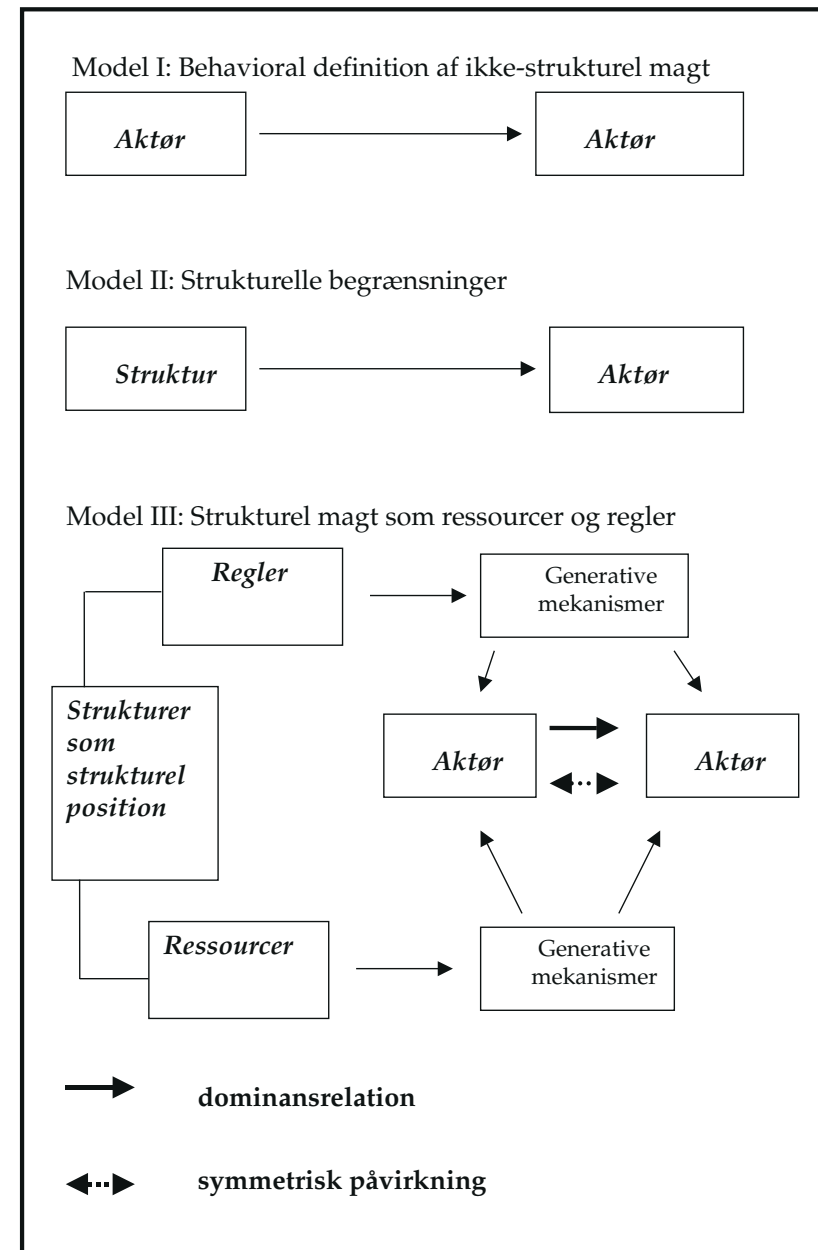 Model I: Behavioral definition af ikke-strukturel magt
Aktør
Aktør
Model II: Strukturelle begrænsninger
Struktur
Aktør
Model III: Strukturel magt som ressourcer og regler
Regler
Generative
mekanismer
Strukturer
som
strukturel
position
Aktør
Aktør
Ressourcer
Generative
mekanismer
dominansrelation
symmetrisk påvirkning